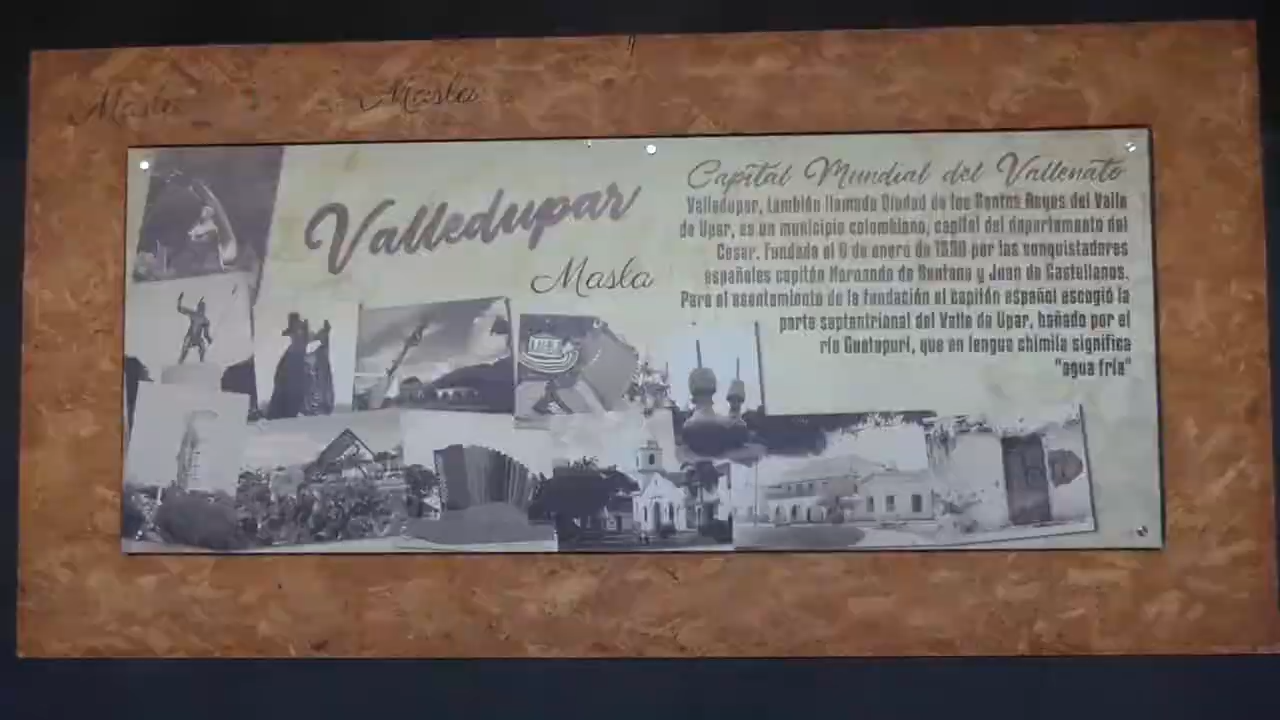 Masla
Masla
Valledupar
Masla
Capital Mundial del Vallenato
Valledupar, también llamada Ciudad de los Santos Reyes del Valle
de Upar, es un municipio colombiano, capital del departamento del
Cesar. Fundada el 6 de enero de 1550 por los conquistadores
españoles capitán Hernando de Santana y Juan de Castellanos.
Para el asentamiento de la fundación el capitán español escogió la
parte septentrional del Valle de Upar, bañado por el
río Guatapurí, que en lengua chimila significa
"agua fría"